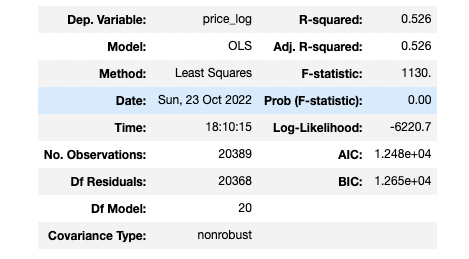 Dep. Variable: price_log R-squared: 0.526
Model: OLS Adj. R-squared: 0.526
Method: Least Squares F-statistic: 1130.
Date: Sun, 23 Oct 2022 Prob (F-statistic): 0.00
Time: 18:10:15 Log-Likelihood: -6220.7
No. Observations: 20389 AIC: 1.248e+04
Df Residuals: 20368 BIC: 1.265e+04
Df Model: 20
Covariance Type: nonrobust